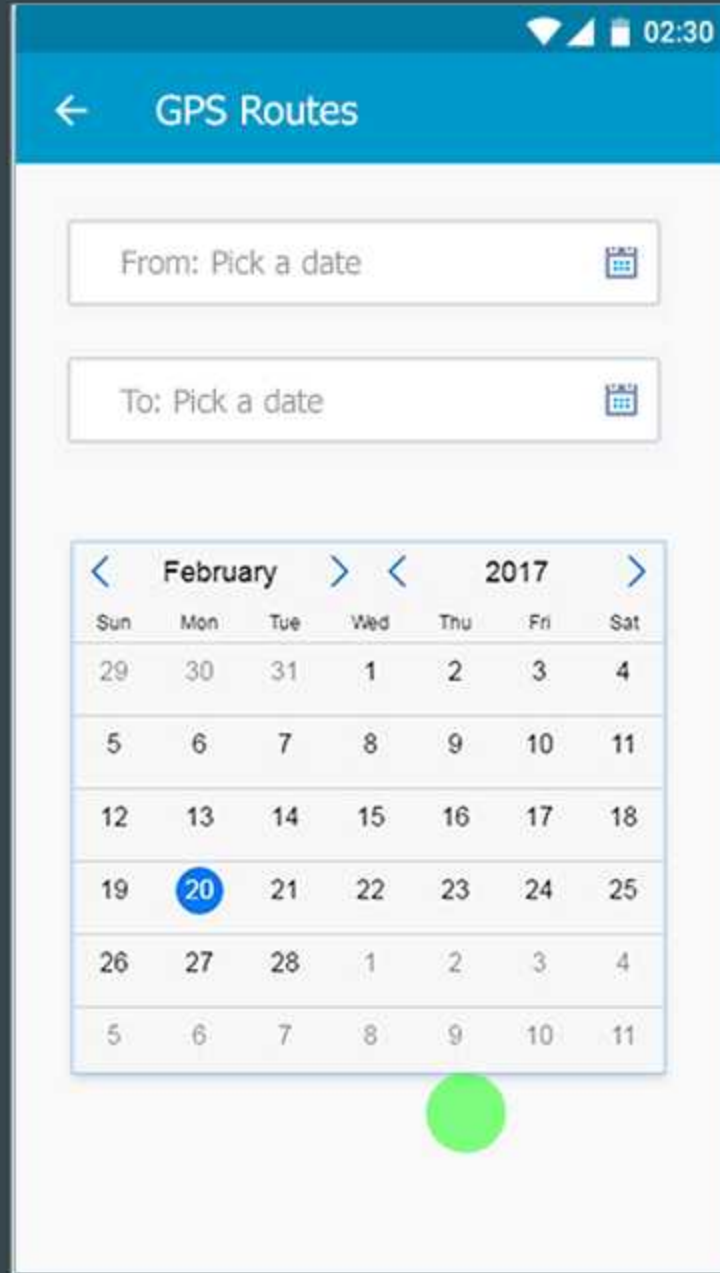 02:30
GPS Routes
From: Pick a date
To: Pick a date
February 2017
Sun Mon Tue Wed Thu Fri Sat
29 30 31 1 2 3 4
5 6 7 8 9 10 11
12 13 14 15 16 17 18
19 20 21 22 23 24 25
26 27 28 1 2 3 4
5 6 7 8 9 10 11